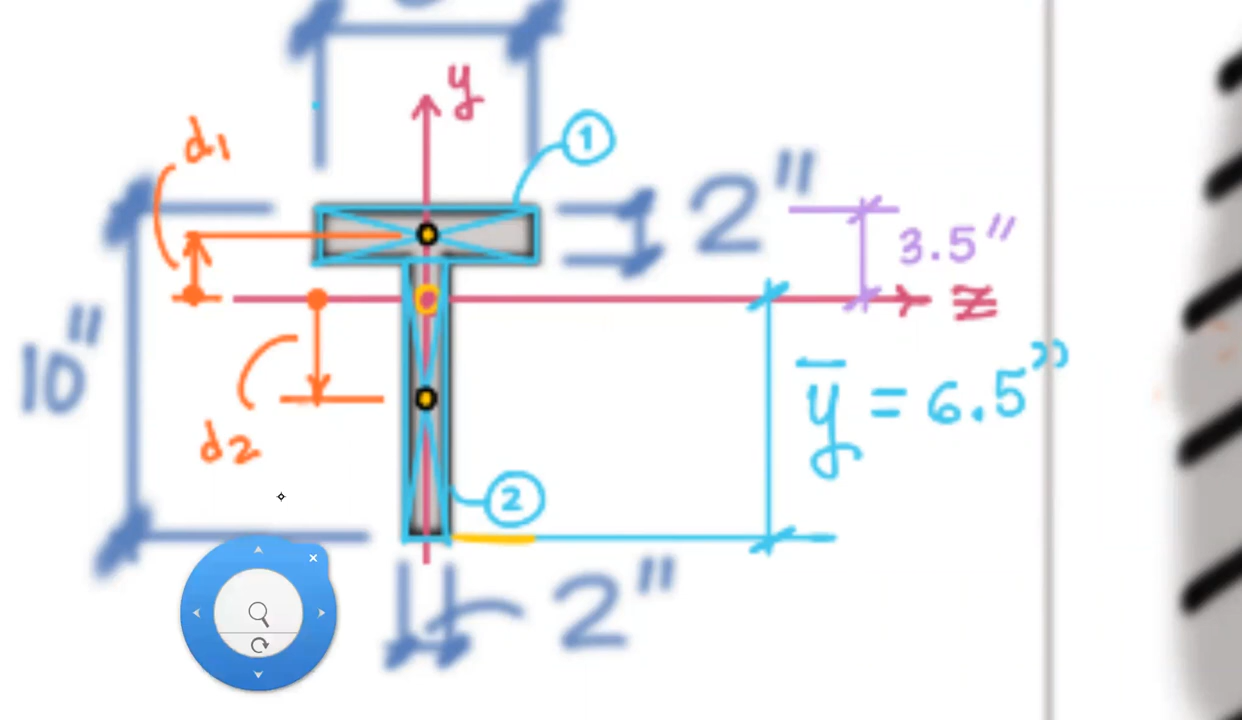 y
d1
1
2"
3.5"
z
10"
y̅ = 6.5"
d2
2
2"